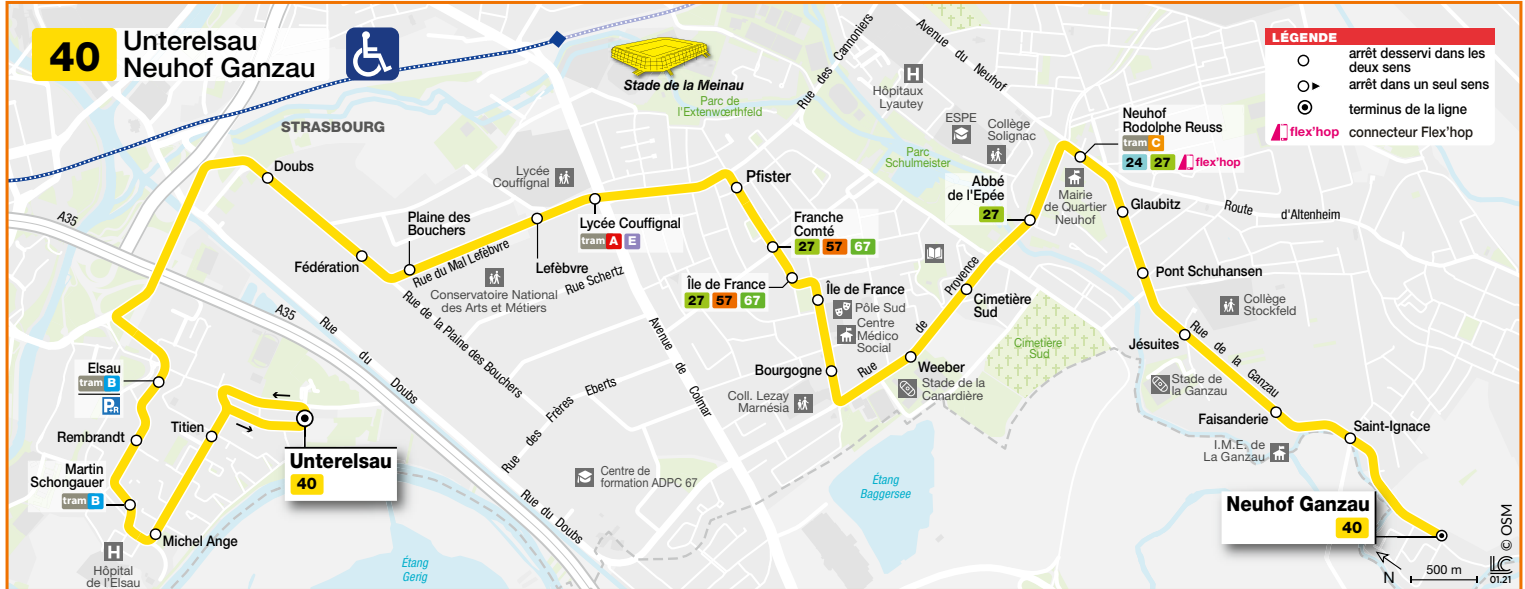 40
Unterelsau
Neuhof Ganzau
STRASBOURG
Stade de la Meinau
Parc de
l'Extenwœrthfeld
Rue des Cannoniers
Avenue du Neuhof
H
Hôpitaux
Lyautey
ESPE
Collège
Solignac
Parc
Schulmeister
LÉGENDE
arrêt desservi dans les
deux sens
arrêt dans un seul sens
terminus de la ligne
flex'hop connecteur Flex'hop
Neuhof
Rodolphe Reuss
tram C
24 27 flex'hop
Mairie
de Quartier
Neuhof
Abbé
de l'Epée
27
Glaubitz
Route d'Altenheim
Pont Schuhansen
Collège
Stockfeld
Jésuites
Rue de la Ganzau
Stade de
la Ganzau
Faisanderie
Saint-Ignace
I.M.E. de
La Ganzau
Neuhof Ganzau
40
N
500 m
LC
01.21
© OSM
Doubs
Fédération
Plaine des
Bouchers
Rue du Mal Lefèbvre
Lefèbvre
Lycée
Couffignal
Lycée Couffignal
tram A E
Conservatoire National
des Arts et Métiers
Rue Schertz
Rue de la Plaine des Bouchers
Pfister
Franche
Comté
27 57 67
Île de France
27 57 67
Île de France
Pôle Sud
Centre
Médico
Social
Bourgogne
Coll. Lezay
Marnésia
Rue de Provence
Weeber
Stade de la
Canardière
Cimetière
Sud
Cimetière
Sud
Avenue de Colmar
Rue des Frères Eberts
Centre de
formation ADPC 67
Étang
Baggersee
A35
A35
Rue du Doubs
Rue du Doubs
Elsau
tram B
P+R
Rembrandt
Martin
Schongauer
tram B
Michel Ange
Titien
Unterelsau
40
H
Hôpital
de l'Elsau
Étang
Gerig